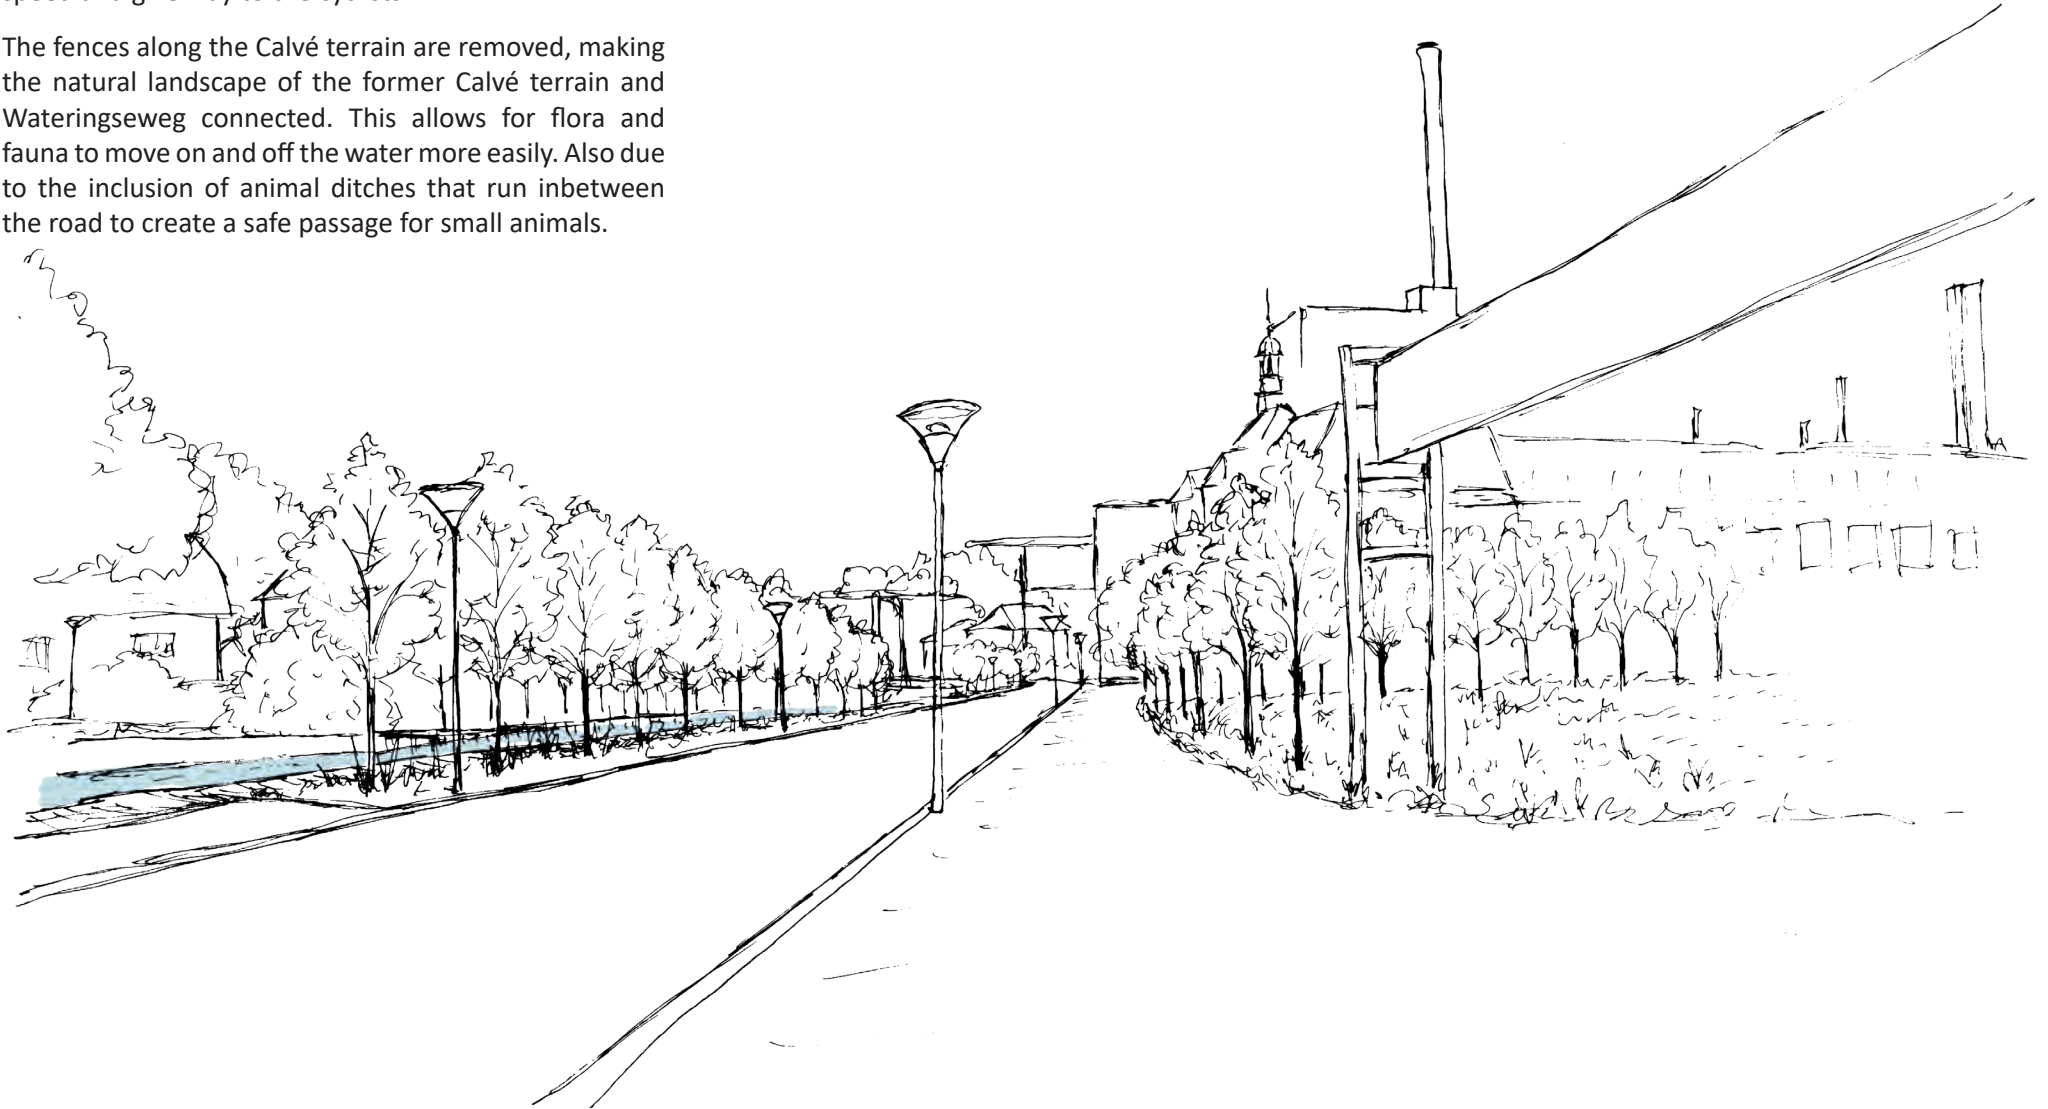 The fences along the Calvé terrain are removed, making
the natural landscape of the former Calvé terrain and
Wateringseweg connected. This allows for flora and
fauna to move on and off the water more easily. Also due
to the inclusion of animal ditches that run inbetween
the road to create a safe passage for small animals.